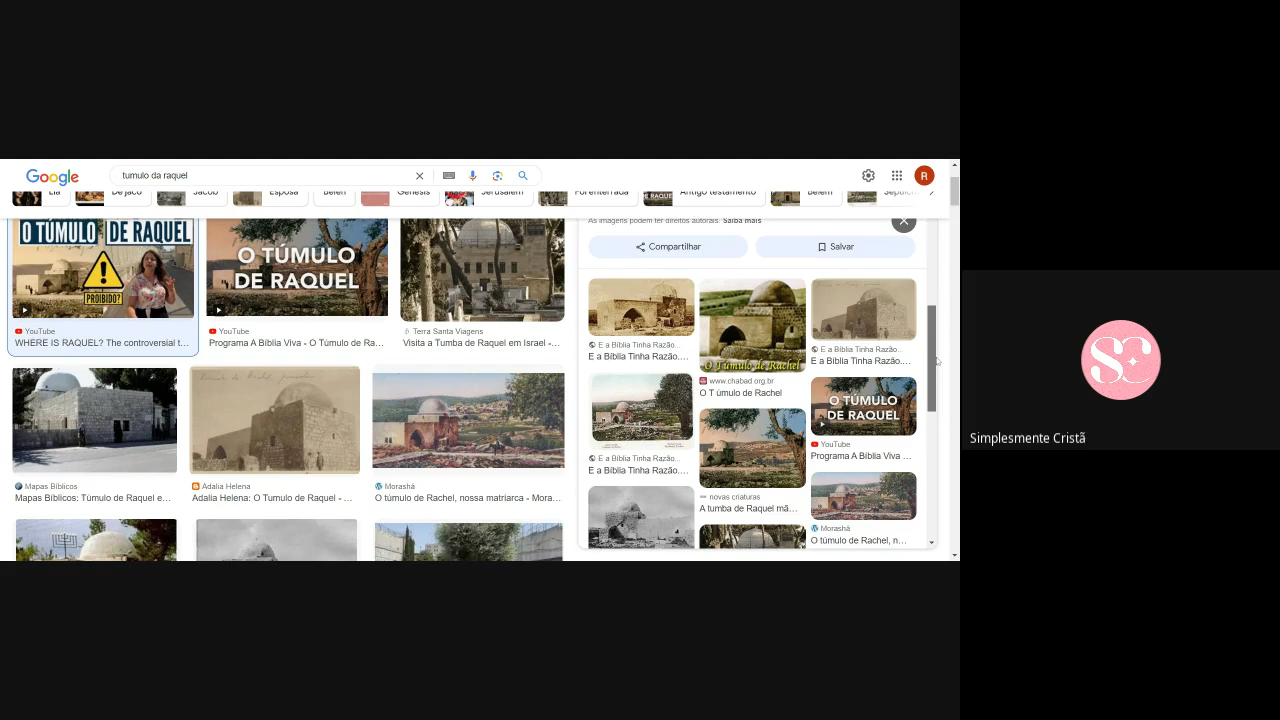 Google
tumulo da raquel
R
Lia
De jaco
Jacob
Esposa
Belen
Genesis
Jerusalem
Foi enterrada
Antigo testamento
Belem
O TÚMULO DE RAQUEL
PROIBIDO?
YouTube
WHERE IS RAQUEL? The controversial t...
O TÚMULO
DE RAQUEL
YouTube
Programa A Bíblia Viva - O Túmulo de Ra...
Terra Santa Viagens
Visita a Tumba de Raquel em Israel -...
Mapas Bíblicos
Mapas Bíblicos: Túmulo de Raquel e...
Adalia Helena
Adalia Helena: O Tumulo de Raquel - ...
Morashá
O túmulo de Rachel, nossa matriarca - Mora...
As imagens podem ter direitos autorais. Saiba mais
Compartilhar
Salvar
E a Bíblia Tinha Razão...
E a Bíblia Tinha Razão....
O Túmulo de Rachel
www.chabad.org.br
O T úmulo de Rachel
E a Bíblia Tinha Razão...
E a Bíblia Tinha Razão....
E a Bíblia Tinha Razão...
E a Bíblia Tinha Razão....
novas criaturas
A tumba de Raquel mã...
O TÚMULO
DE RAQUEL
YouTube
Programa A Bíblia Viva ...
Morashá
O túmulo de Rachel, n...
SC
Simplesmente Cristã